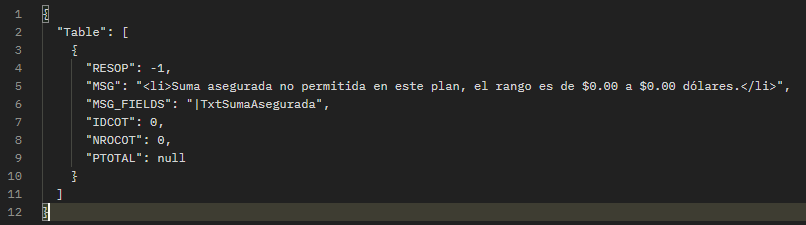 1 {
2 "Table": [
3 {
4 "RESOP": -1,
5 "MSG": "<li>Suma asegurada no permitida en este plan, el rango es de $0.00 a $0.00 dólares.</li>",
6 "MSG_FIELDS": "|TxtSumaAsegurada",
7 "IDCOT": 0,
8 "NROCOT": 0,
9 "PTOTAL": null
10 }
11 ]
12 }